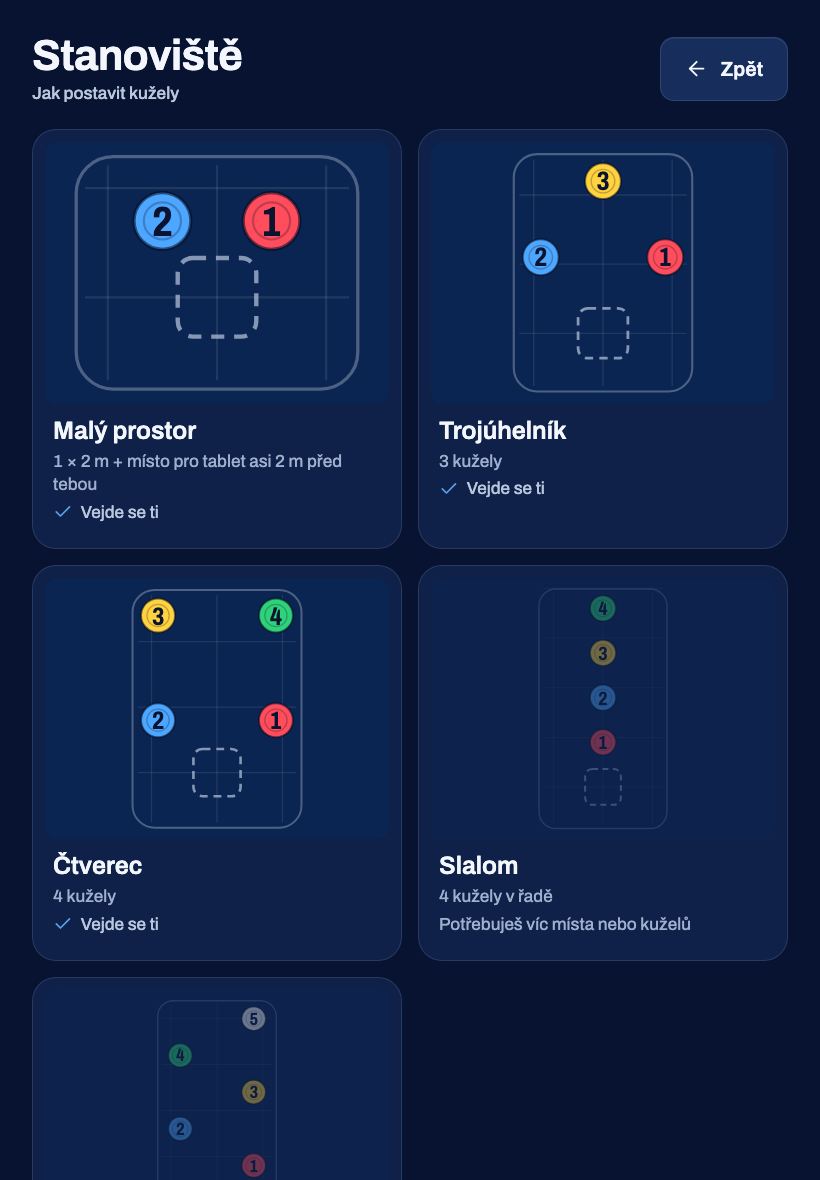 Stanoviště
Jak postavit kužely
Zpět
2
1
Malý prostor
1 × 2 m + místo pro tablet asi 2 m před
tebou
Vejde se ti
3
2
1
Trojúhelník
3 kužely
Vejde se ti
3
4
2
1
Čtverec
4 kužely
Vejde se ti
4
3
2
1
Slalom
4 kužely v řadě
Potřebuješ víc místa nebo kuželů
5
4
3
2
1